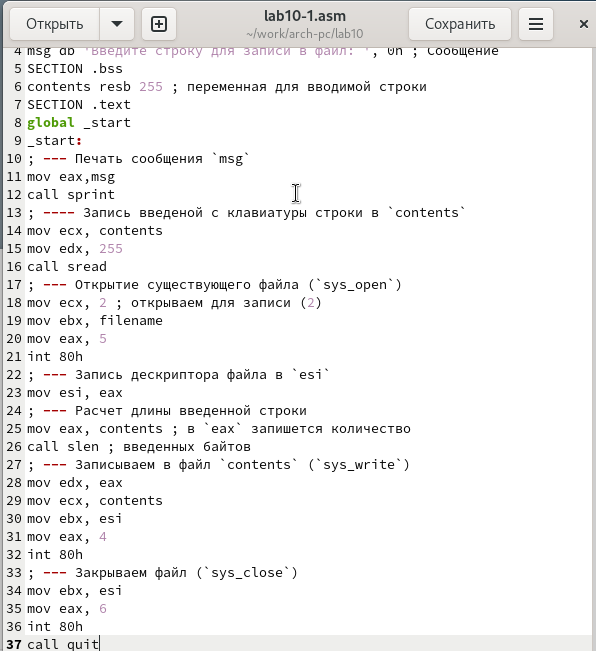 Открыть
lab10-1.asm
~/work/arch-pc/lab10
Сохранить
4 msg db 'Введите строку для записи в файл: ', 0h ; Сообщение
5 SECTION .bss
6 contents resb 255 ; переменная для вводимой строки
7 SECTION .text
8 global _start
9 _start:
10 ; --- Печать сообщения `msg`
11 mov eax,msg
12 call sprint
13 ; ---- Запись введеной с клавиатуры строки в `contents`
14 mov ecx, contents
15 mov edx, 255
16 call sread
17 ; --- Открытие существующего файла (`sys_open`)
18 mov ecx, 2 ; открываем для записи (2)
19 mov ebx, filename
20 mov eax, 5
21 int 80h
22 ; --- Запись дескриптора файла в `esi`
23 mov esi, eax
24 ; --- Расчет длины введенной строки
25 mov eax, contents ; в `eax` запишется количество
26 call slen ; введенных байтов
27 ; --- Записываем в файл `contents` (`sys_write`)
28 mov edx, eax
29 mov ecx, contents
30 mov ebx, esi
31 mov eax, 4
32 int 80h
33 ; --- Закрываем файл (`sys_close`)
34 mov ebx, esi
35 mov eax, 6
36 int 80h
37 call quit